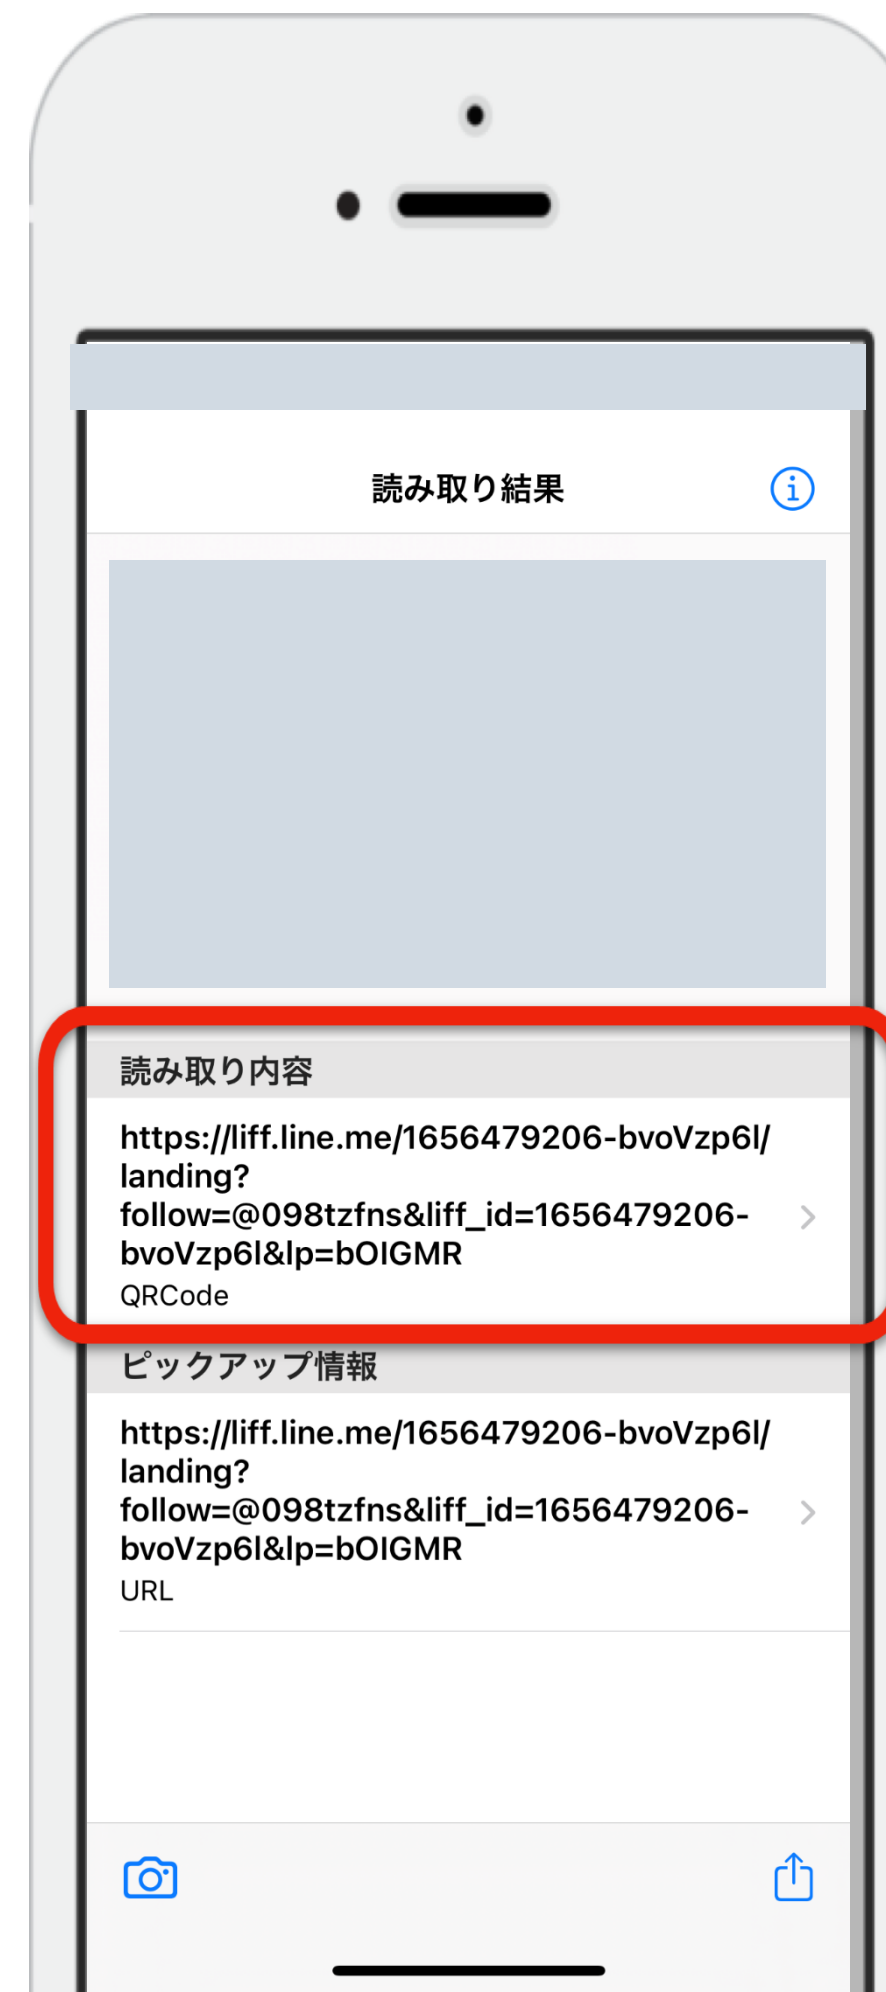 読み取り結果
読み取り内容
https://liff.line.me/1656479206-bvoVzp6l/
landing?
follow=@098tzfns&liff_id=1656479206-
bvoVzp6l&lp=bOIGMR
QRCode
ピックアップ情報
https://liff.line.me/1656479206-bvoVzp6l/
landing?
follow=@098tzfns&liff_id=1656479206-
bvoVzp6l&lp=bOIGMR
URL